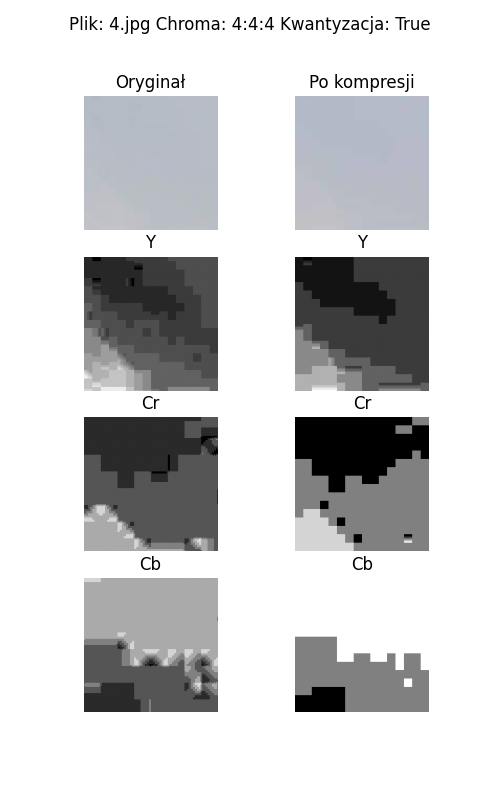 Plik: 4.jpg Chroma: 4:4:4 Kwantyzacja: True
Oryginał
Po kompresji
Y
Y
Cr
Cr
Cb
Cb